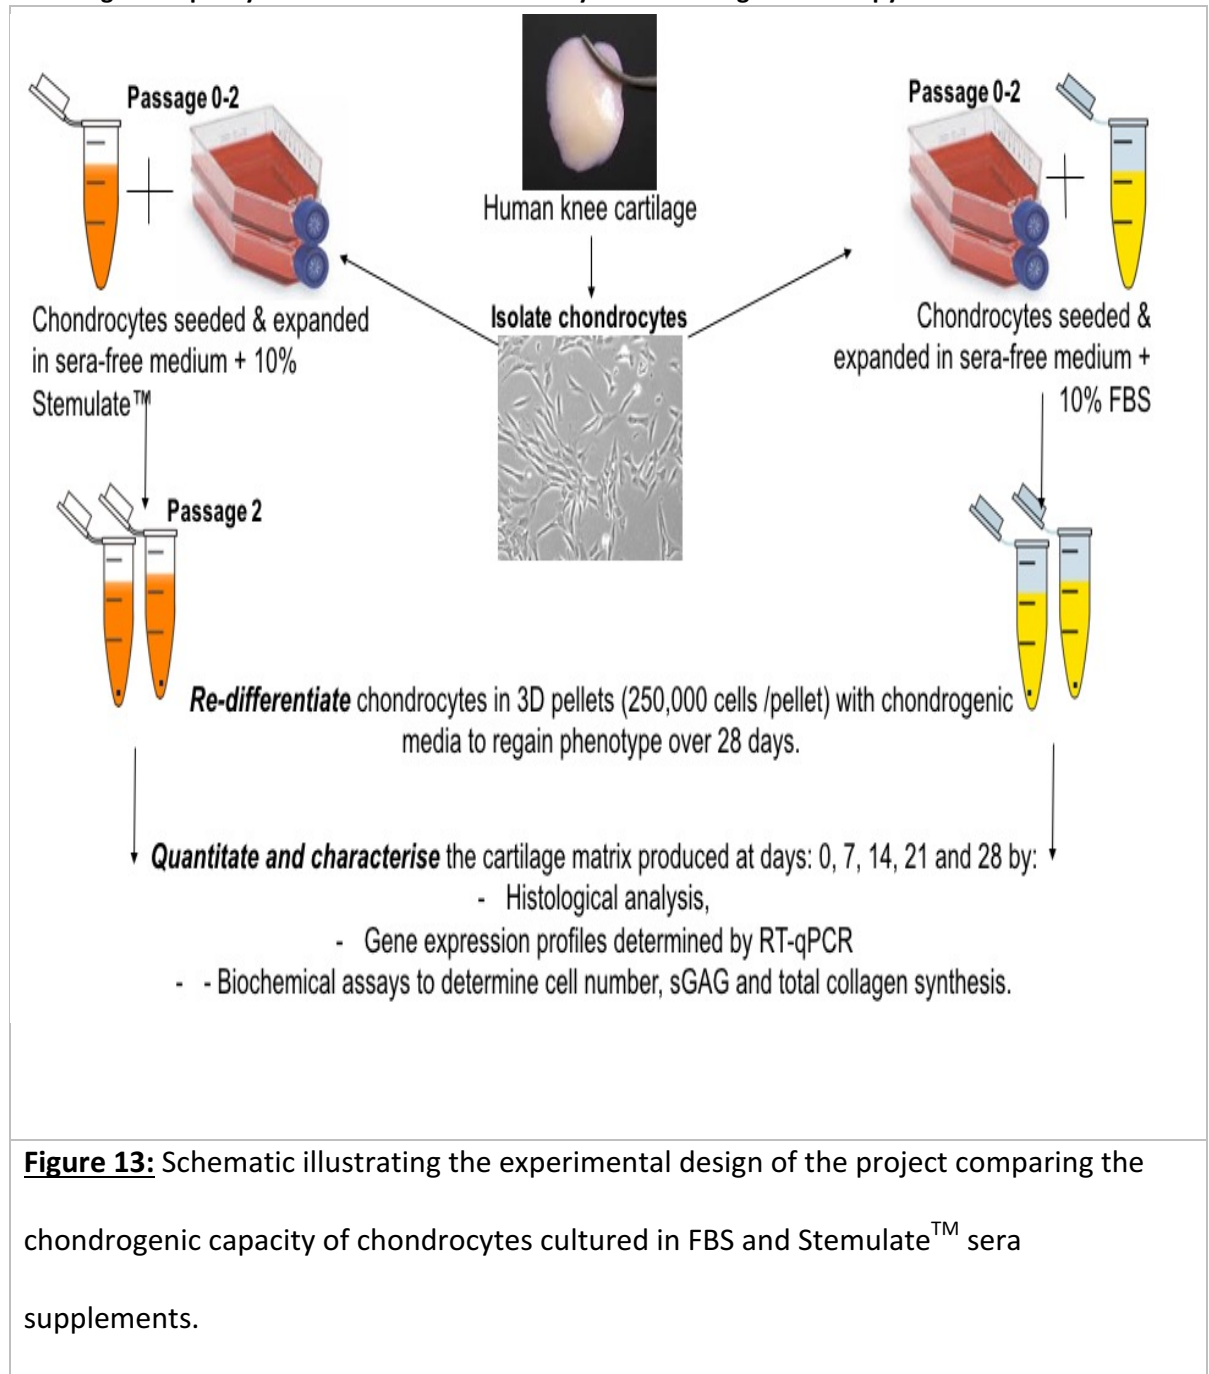 Passage 0-2
Passage 0-2
Human knee cartilage
Isolate chondrocytes
Chondrocytes seeded & expanded
in sera-free medium + 10%
Stemulate™
Chondrocytes seeded &
expanded in sera-free medium +
10% FBS
Passage 2
Re-differentiate chondrocytes in 3D pellets (250,000 cells /pellet) with chondrogenic
media to regain phenotype over 28 days.
Quantitate and characterise the cartilage matrix produced at days: 0, 7, 14, 21 and 28 by:
- Histological analysis,
- Gene expression profiles determined by RT-qPCR
- - Biochemical assays to determine cell number, sGAG and total collagen synthesis.
Figure 13: Schematic illustrating the experimental design of the project comparing the
chondrogenic capacity of chondrocytes cultured in FBS and Stemulate™ sera
supplements.